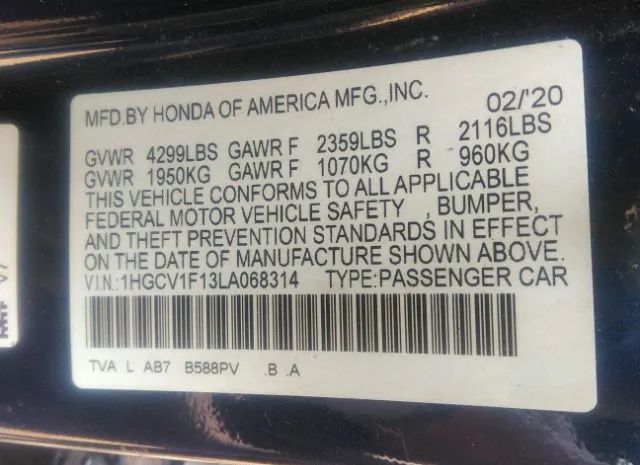 MFD.BY HONDA OF AMERICA MFG.,INC. 02/'20
GVWR 4299LBS GAWR F 2359LBS R 2116LBS
GVWR 1950KG GAWR F 1070KG R 960KG
THIS VEHICLE CONFORMS TO ALL APPLICABLE
FEDERAL MOTOR VEHICLE SAFETY , BUMPER,
AND THEFT PREVENTION STANDARDS IN EFFECT
ON THE DATE OF MANUFACTURE SHOWN ABOVE.
V.I.N.:1HGCV1F13LA068314 TYPE:PASSENGER CAR
TVA L AB7 B588PV .B .A